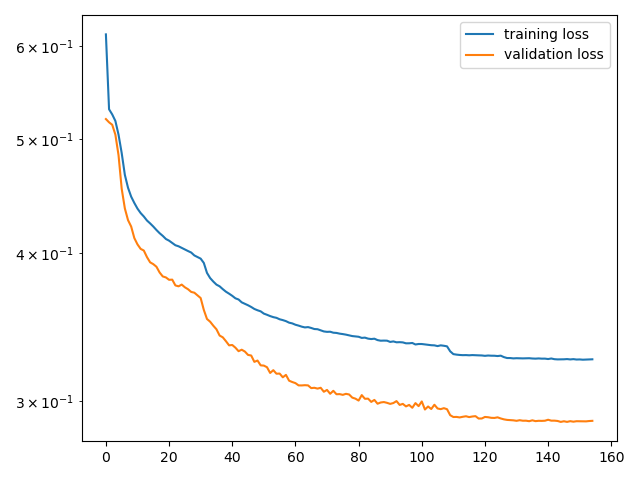 training loss
validation loss
6 × 10⁻¹
5 × 10⁻¹
4 × 10⁻¹
3 × 10⁻¹
0 20 40 60 80 100 120 140 160